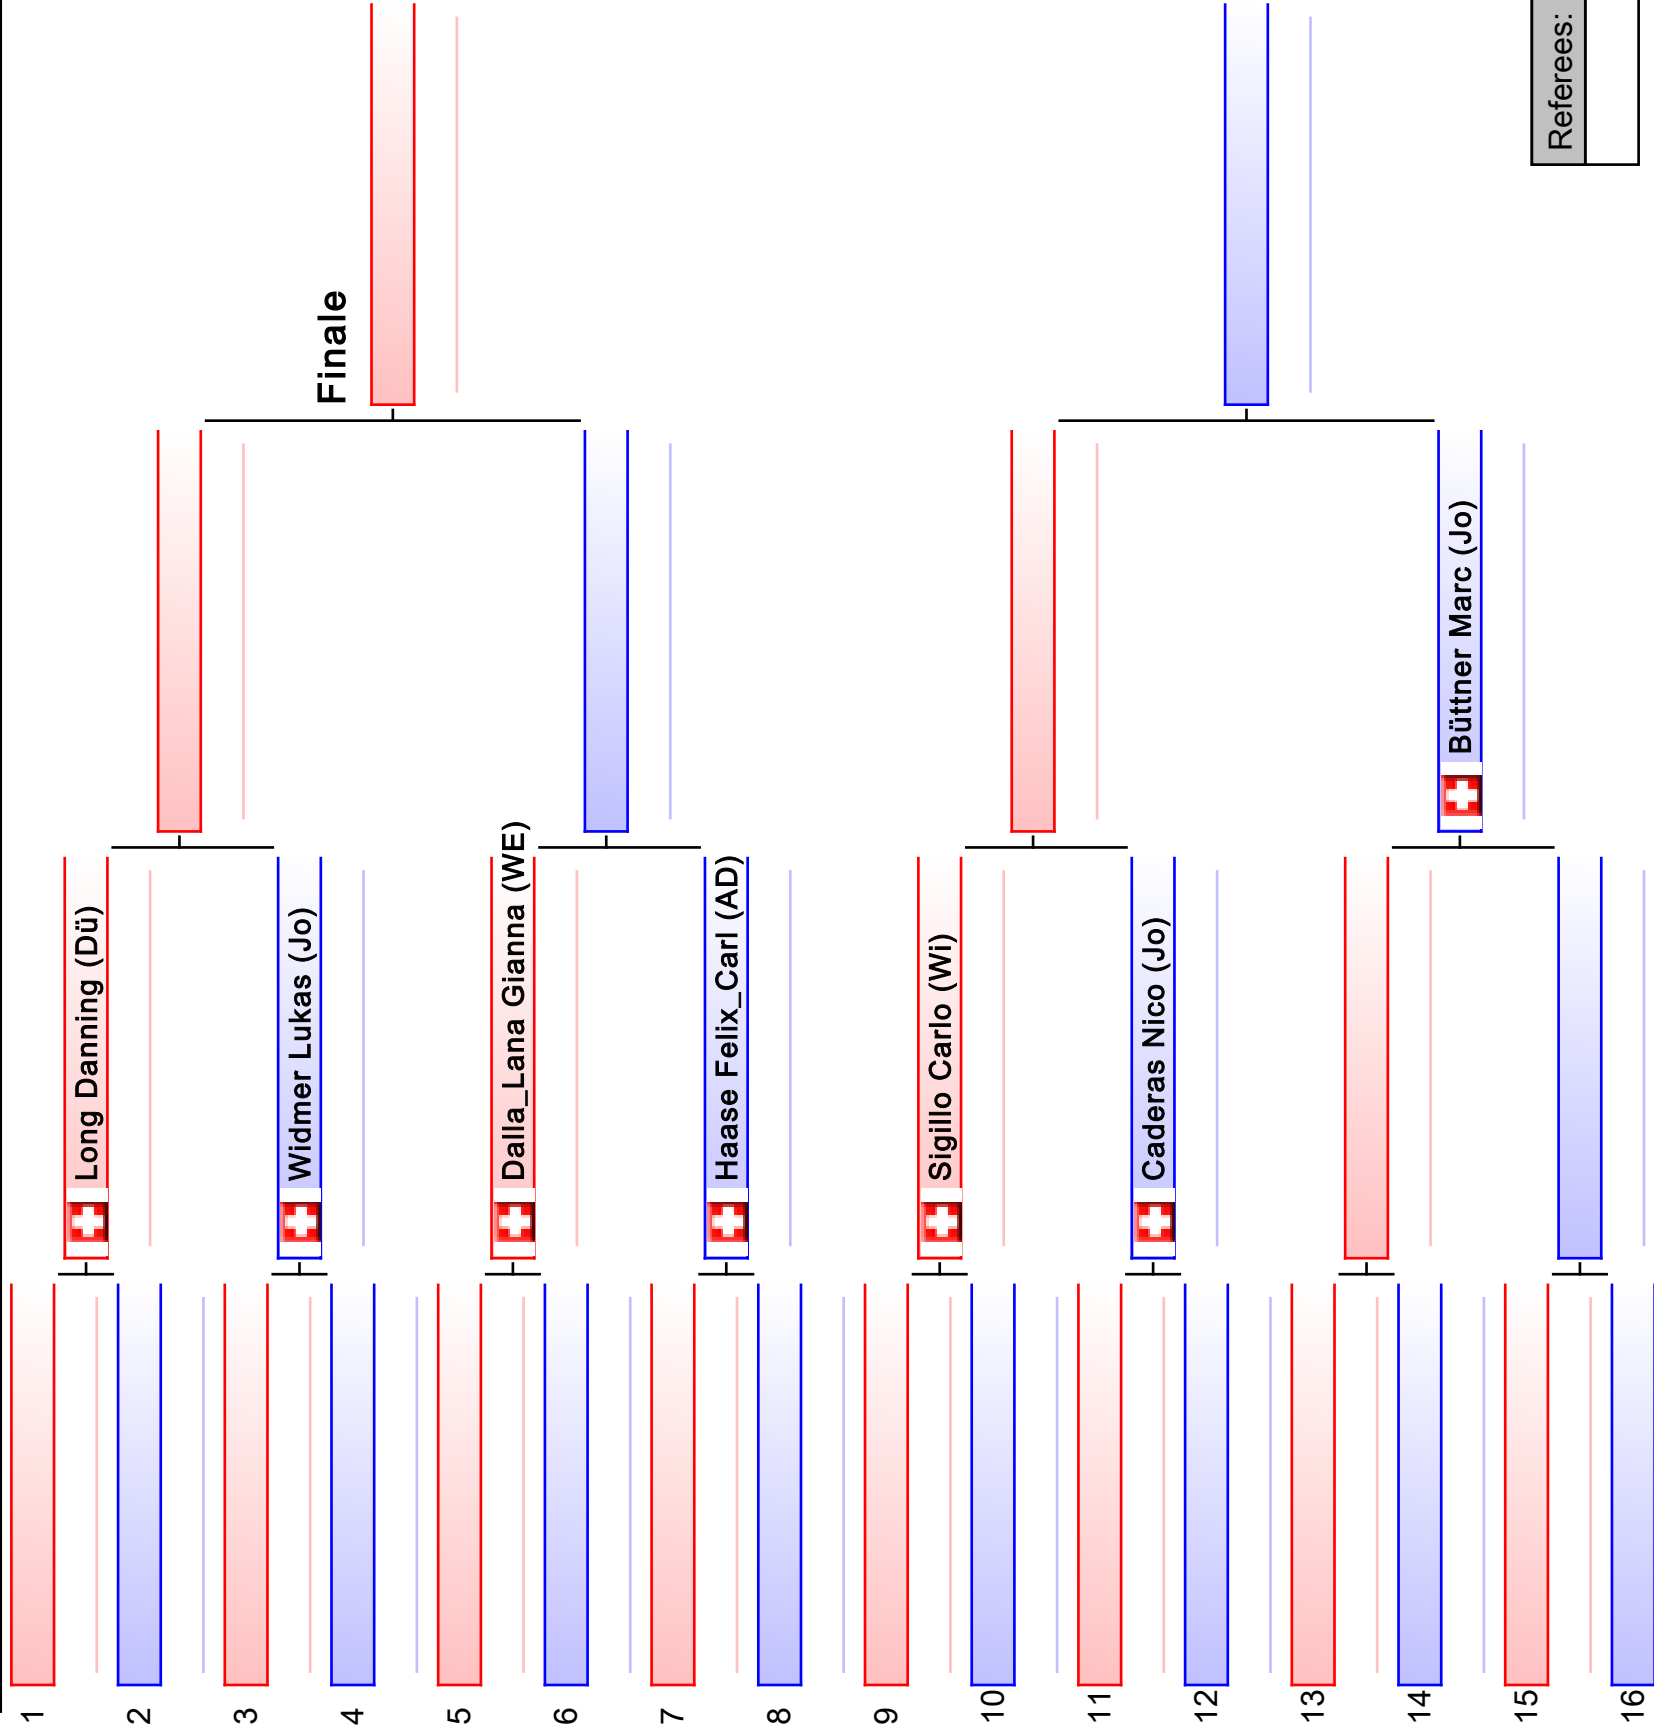 1
2
3
4
5
6
7
8
9
10
11
12
13
14
15
16
Long Danning (Dü)
Widmer Lukas (Jo)
Dalla_Lana Gianna (WE)
Haase Felix_Carl (AD)
Sigillo Carlo (Wi)
Caderas Nico (Jo)
Büttner Marc (Jo)
Finale
Referees: